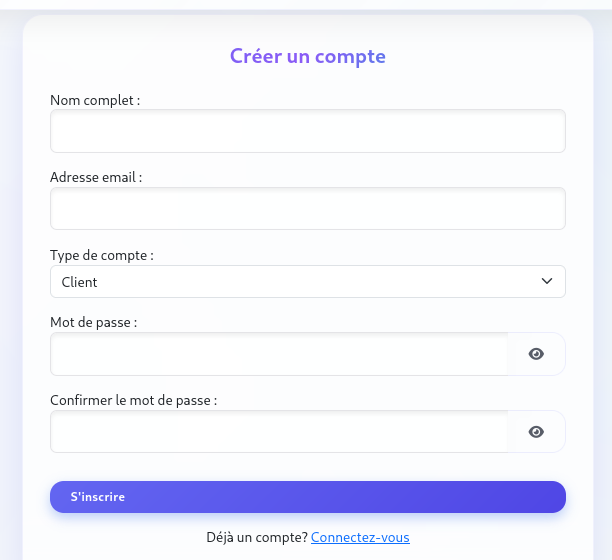 Créer un compte
Nom complet :
Adresse email :
Type de compte :
Client
Mot de passe :
Confirmer le mot de passe :
S'inscrire
Déjà un compte? Connectez-vous